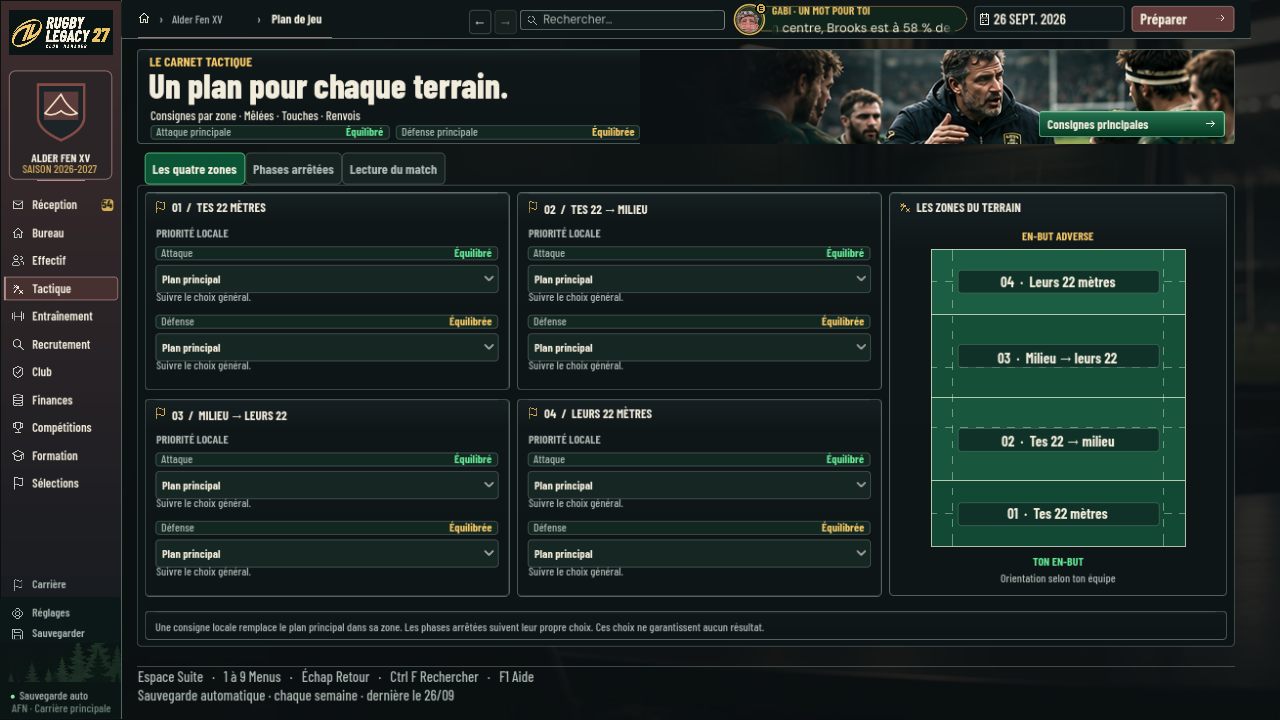 RUGBY LEGACY 27
CLUB MANAGER
Alder Fen XV
Plan de jeu
Rechercher...
GABI · UN MOT POUR TOI
centre, Brooks est à 58 % de
26 SEPT. 2026
Préparer
ALDER FEN XV
SAISON 2026-2027
Réception
54
Bureau
Effectif
Tactique
Entraînement
Recrutement
Club
Finances
Compétitions
Formation
Sélections
Carrière
Réglages
Sauvegarder
Sauvegarde auto
AFN · Carrière principale
LE CARNET TACTIQUE
Un plan pour chaque terrain.
Consignes par zone · Mêlées · Touches · Renvois
Attaque principale Équilibré
Défense principale Équilibrée
Consignes principales →
Les quatre zones
Phases arrêtées
Lecture du match
01 / TES 22 MÈTRES
PRIORITÉ LOCALE
Attaque Équilibré
Plan principal
Suivre le choix général.
Défense Équilibrée
Plan principal
Suivre le choix général.
02 / TES 22 → MILIEU
PRIORITÉ LOCALE
Attaque Équilibré
Plan principal
Suivre le choix général.
Défense Équilibrée
Plan principal
Suivre le choix général.
03 / MILIEU → LEURS 22
PRIORITÉ LOCALE
Attaque Équilibré
Plan principal
Suivre le choix général.
Défense Équilibrée
Plan principal
Suivre le choix général.
04 / LEURS 22 MÈTRES
PRIORITÉ LOCALE
Attaque Équilibré
Plan principal
Suivre le choix général.
Défense Équilibrée
Plan principal
Suivre le choix général.
LES ZONES DU TERRAIN
EN-BUT ADVERSE
04 · Leurs 22 mètres
03 · Milieu → leurs 22
02 · Tes 22 → milieu
01 · Tes 22 mètres
TON EN-BUT
Orientation selon ton équipe
Une consigne locale remplace le plan principal dans sa zone. Les phases arrêtées suivent leur propre choix. Ces choix ne garantissent aucun résultat.
Espace Suite · 1 à 9 Menus · Échap Retour · Ctrl F Rechercher · F1 Aide
Sauvegarde automatique · chaque semaine · dernière le 26/09